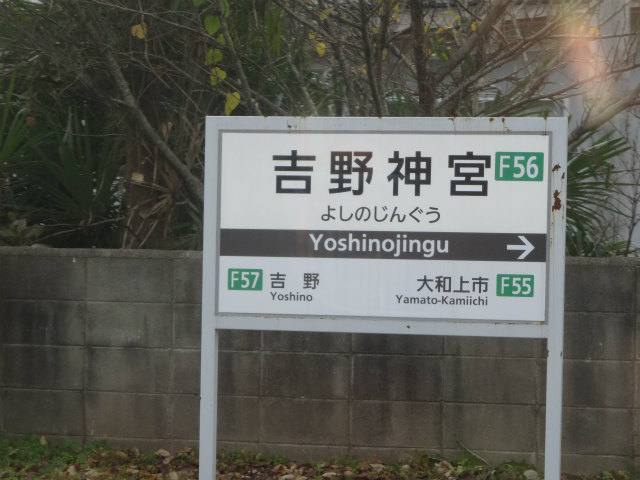 吉野神宮 F56
よしのじんぐう
Yoshinojingu →
F57 吉野 大和上市 F55
Yoshino Yamato-Kamiichi